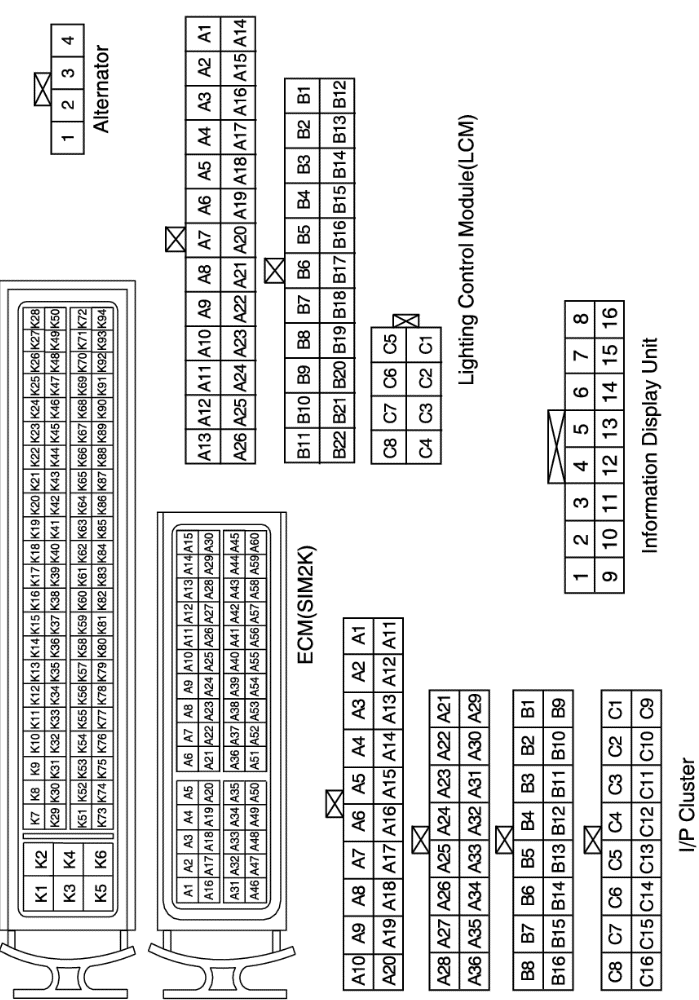 K1 K2
K3 K4
K5 K6
K7 K8 K9 K10 K11 K12 K13 K14 K15 K16 K17 K18 K19 K20 K21 K22 K23 K24 K25 K26 K27 K28
K29 K30 K31 K32 K33 K34 K35 K36 K37 K38 K39 K40 K41 K42 K43 K44 K45 K46 K47 K48 K49 K50
K51 K52 K53 K54 K55 K56 K57 K58 K59 K60 K61 K62 K63 K64 K65 K66 K67 K68 K69 K70 K71 K72
K73 K74 K75 K76 K77 K78 K79 K80 K81 K82 K83 K84 K85 K86 K87 K88 K89 K90 K91 K92 K93 K94
A1 A2 A3 A4 A5 A6 A7 A8 A9 A10 A11 A12 A13 A14 A15
A16 A17 A18 A19 A20 A21 A22 A23 A24 A25 A26 A27 A28 A29 A30
A31 A32 A33 A34 A35 A36 A37 A38 A39 A40 A41 A42 A43 A44 A45
A46 A47 A48 A49 A50 A51 A52 A53 A54 A55 A56 A57 A58 A59 A60
ECM(SIM2K)
1 2 3 4
Alternator
A13 A12 A11 A10 A9 A8 A7 A6 A5 A4 A3 A2 A1
A26 A25 A24 A23 A22 A21 A20 A19 A18 A17 A16 A15 A14
B11 B10 B9 B8 B7 B6 B5 B4 B3 B2 B1
B22 B21 B20 B19 B18 B17 B16 B15 B14 B13 B12
C8 C7 C6 C5
C4 C3 C2 C1
Lighting Control Module(LCM)
A10 A9 A8 A7 A6 A5 A4 A3 A2 A1
A20 A19 A18 A17 A16 A15 A14 A13 A12 A11
A28 A27 A26 A25 A24 A23 A22 A21
A36 A35 A34 A33 A32 A31 A30 A29
B8 B7 B6 B5 B4 B3 B2 B1
B16 B15 B14 B13 B12 B11 B10 B9
C8 C7 C6 C5 C4 C3 C2 C1
C16 C15 C14 C13 C12 C11 C10 C9
I/P Cluster
1 2 3 4 5 6 7 8
9 10 11 12 13 14 15 16
Information Display Unit